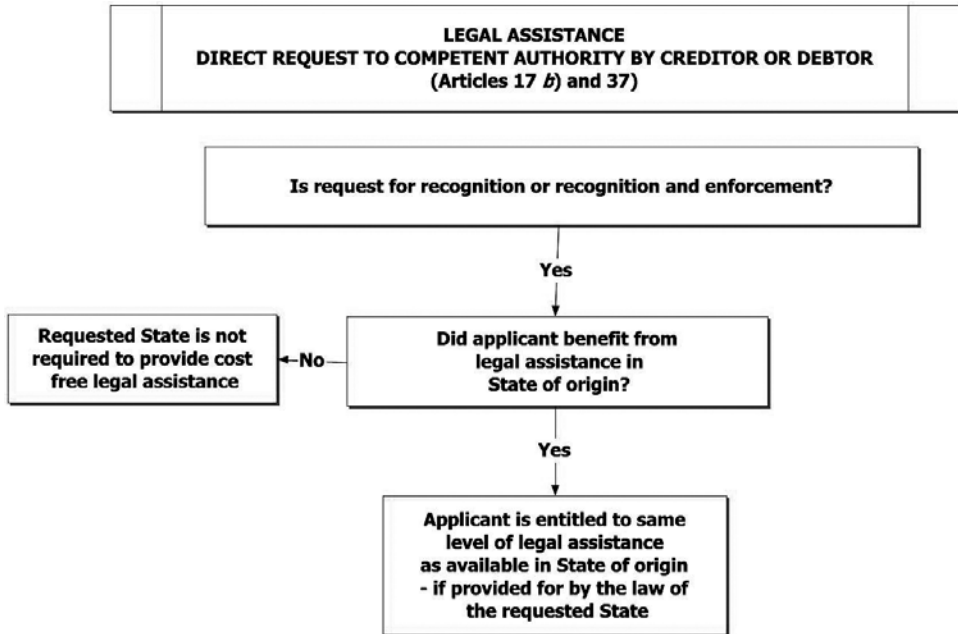 LEGAL ASSISTANCE
DIRECT REQUEST TO COMPETENT AUTHORITY BY CREDITOR OR DEBTOR
(Articles 17 b) and 37)
Is request for recognition or recognition and enforcement?
Yes
Requested State is not
required to provide cost
free legal assistance
No
Did applicant benefit from
legal assistance in
State of origin?
Yes
Applicant is entitled to same
level of legal assistance
as available in State of origin
- if provided for by the law of
the requested State